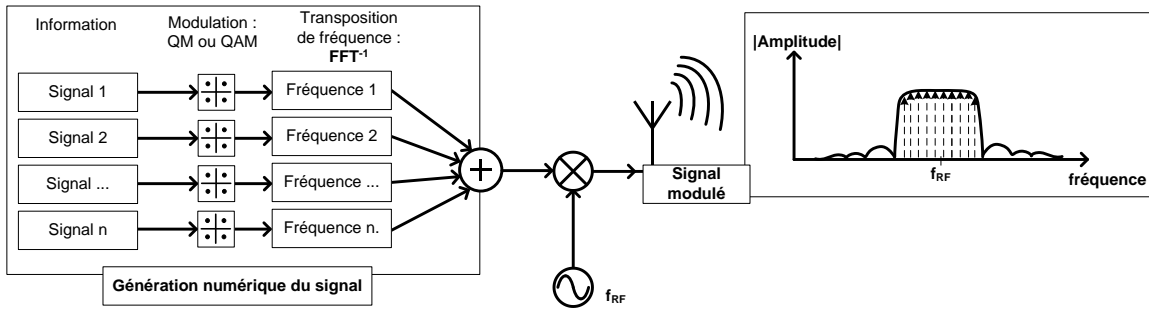 Information
Modulation :
QM ou QAM
Transposition
de fréquence :
FFT-1
Signal 1
Fréquence 1
Signal 2
Fréquence 2
Signal ...
Fréquence ...
Signal n
Fréquence n.
Génération numérique du signal
fRF
Signal
modulé
|Amplitude|
fRF
fréquence